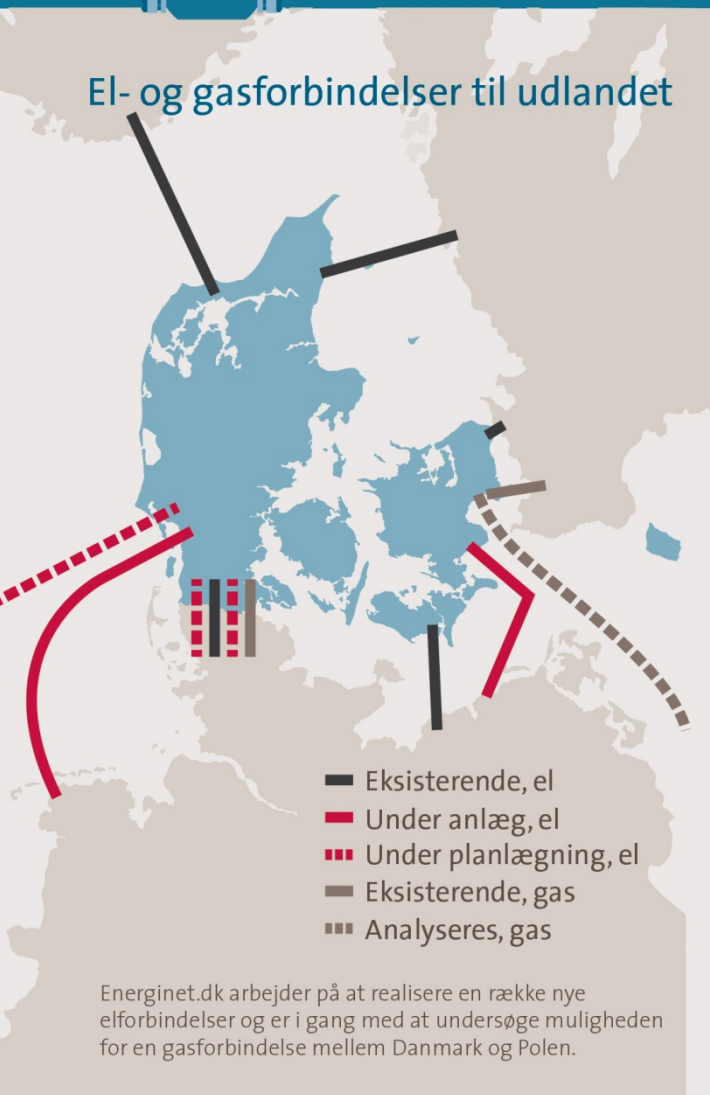 El- og gasforbindelser til udlandet
Eksisterende, el
Under anlæg, el
Under planlægning, el
Eksisterende, gas
Analyseres, gas
Energinet.dk arbejder på at realisere en række nye
elforbindelser og er i gang med at undersøge muligheden
for en gasforbindelse mellem Danmark og Polen.